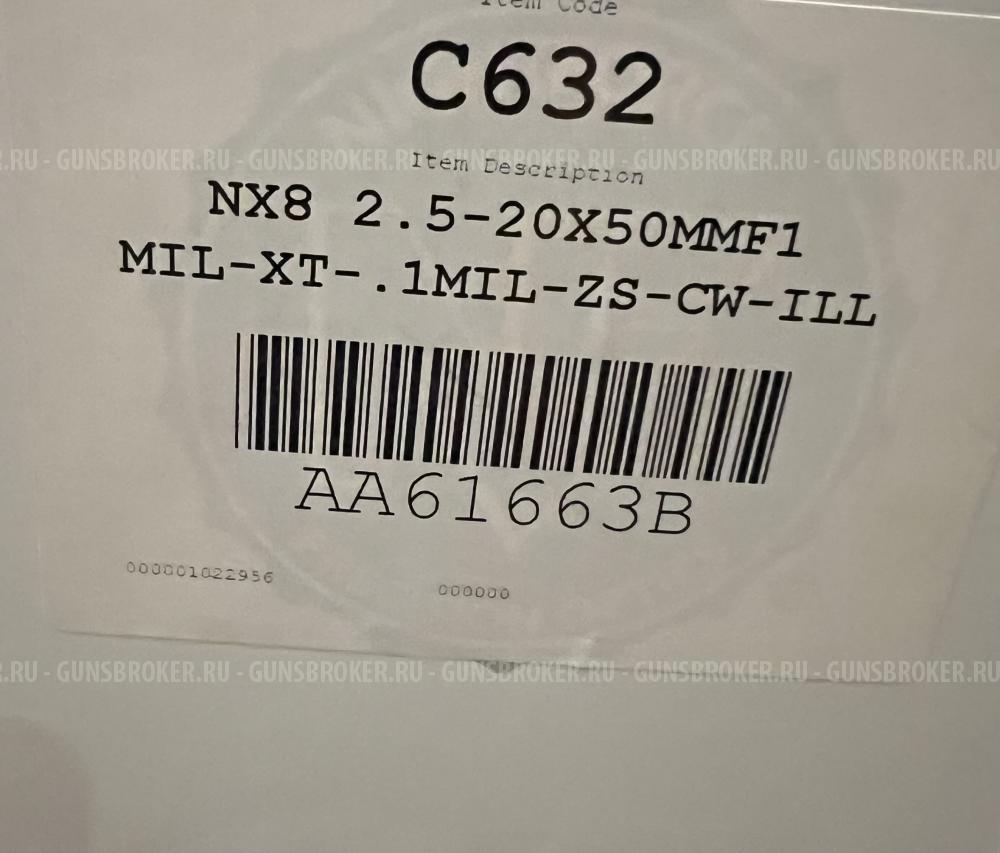 Item Code
C632
.RU - GUNSBROKER.RU - GUNSBROKER.RU - GUNSBROKER.RU - GUNSBROKER.RU - GUNSBROKER.RU
Item Description
NX8 2.5-20X50MMF1
MIL-XT-.1MIL-ZS-CW-ILL
AA61663B
000001022956
000000
.RU - GUNSBROKER.RU - GUNSBROKER.RU - GUNSBROKER.RU - GUNSBROKER.RU - GUNSBROKER.RU